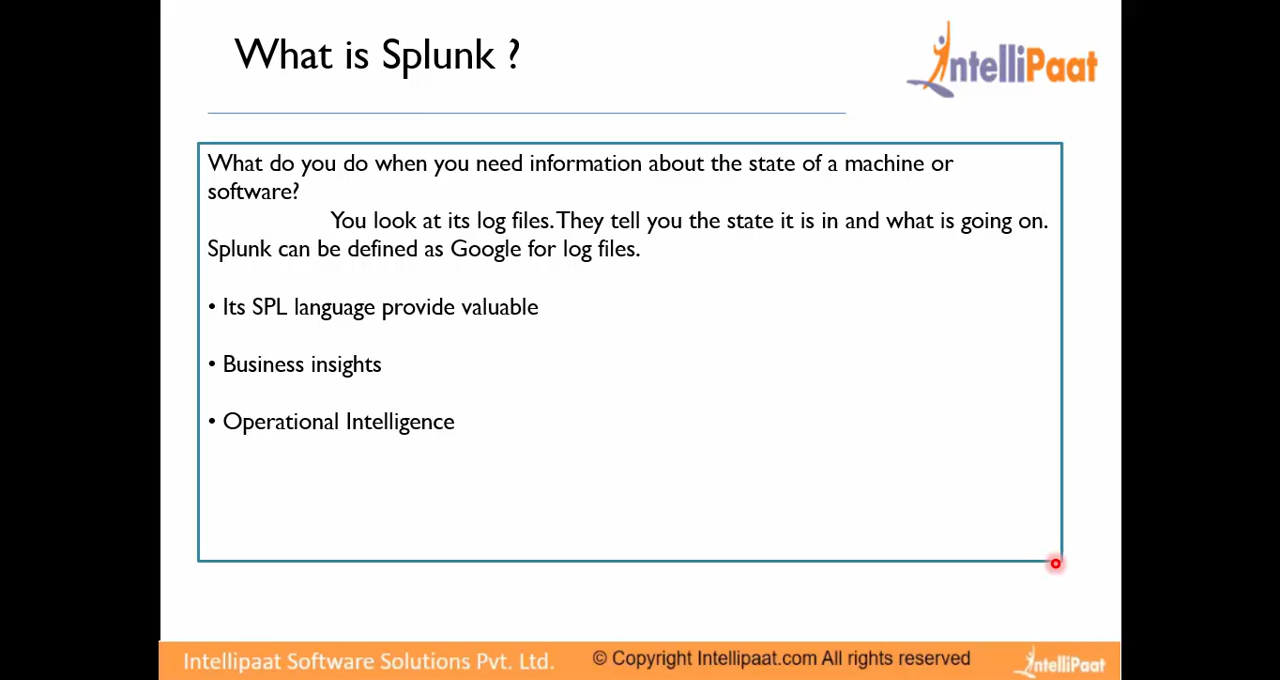 What is Splunk ?
IntelliPaat
What do you do when you need information about the state of a machine or
software?
You look at its log files. They tell you the state it is in and what is going on.
Splunk can be defined as Google for log files.
• Its SPL language provide valuable
• Business insights
• Operational Intelligence
Intellipaat Software Solutions Pvt. Ltd.
© Copyright Intellipaat.com All rights reserved
IntelliPaat